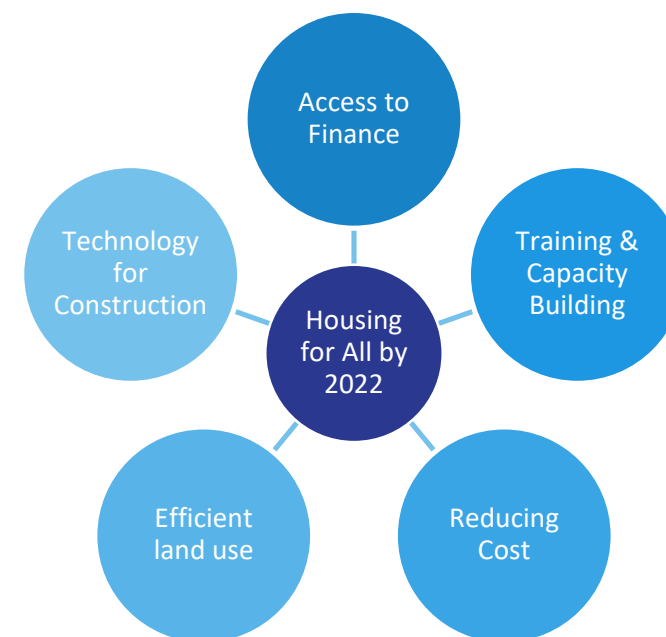 Access to
Finance
Technology
for
Construction
Training &
Capacity
Building
Housing
for All by
2022
Efficient
land use
Reducing
Cost